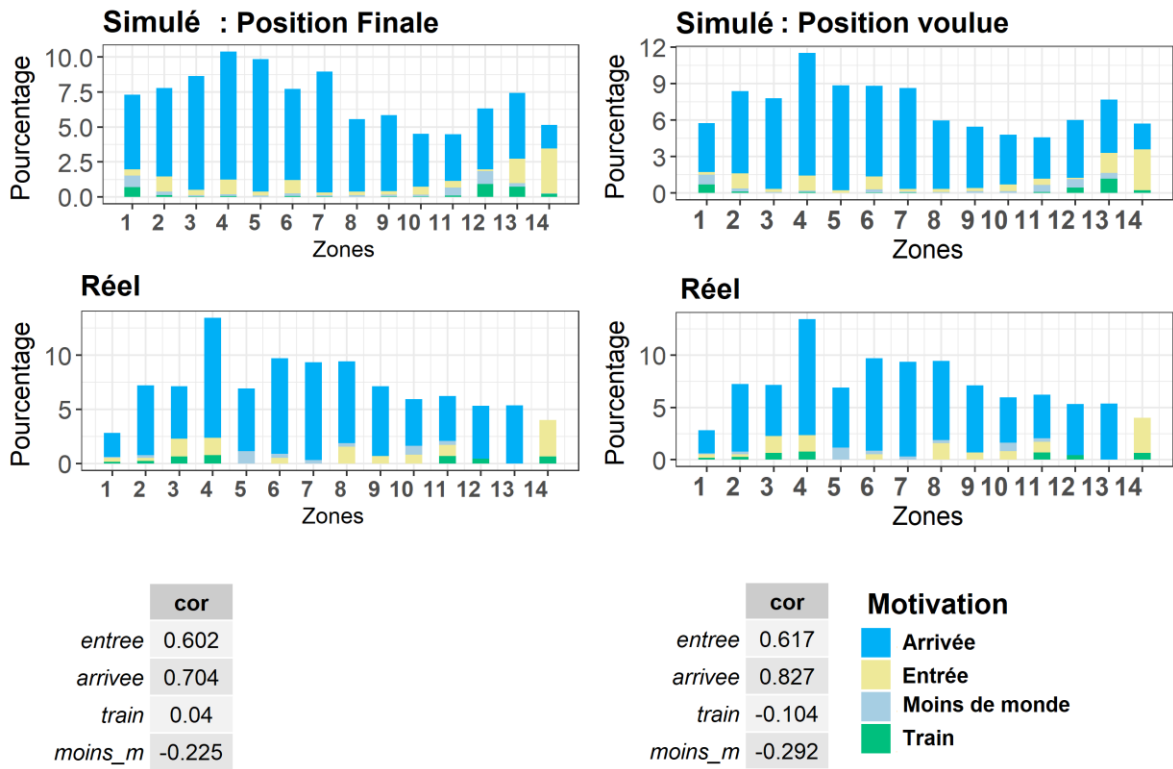 Simulé : Position Finale
Pourcentage
10.0
7.5
5.0
2.5
0.0
1 2 3 4 5 6 7 8 9 10 11 12 13 14
Zones
Simulé : Position voulue
Pourcentage
12
9
6
3
0
1 2 3 4 5 6 7 8 9 10 11 12 13 14
Zones
Réel
Pourcentage
10
5
0
1 2 3 4 5 6 7 8 9 10 11 12 13 14
Zones
Réel
Pourcentage
10
5
0
1 2 3 4 5 6 7 8 9 10 11 12 13 14
Zones
cor
entree 0.602
arrivee 0.704
train 0.04
moins_m -0.225
cor
entree 0.617
arrivee 0.827
train -0.104
moins_m -0.292
Motivation
Arrivée
Entrée
Moins de monde
Train